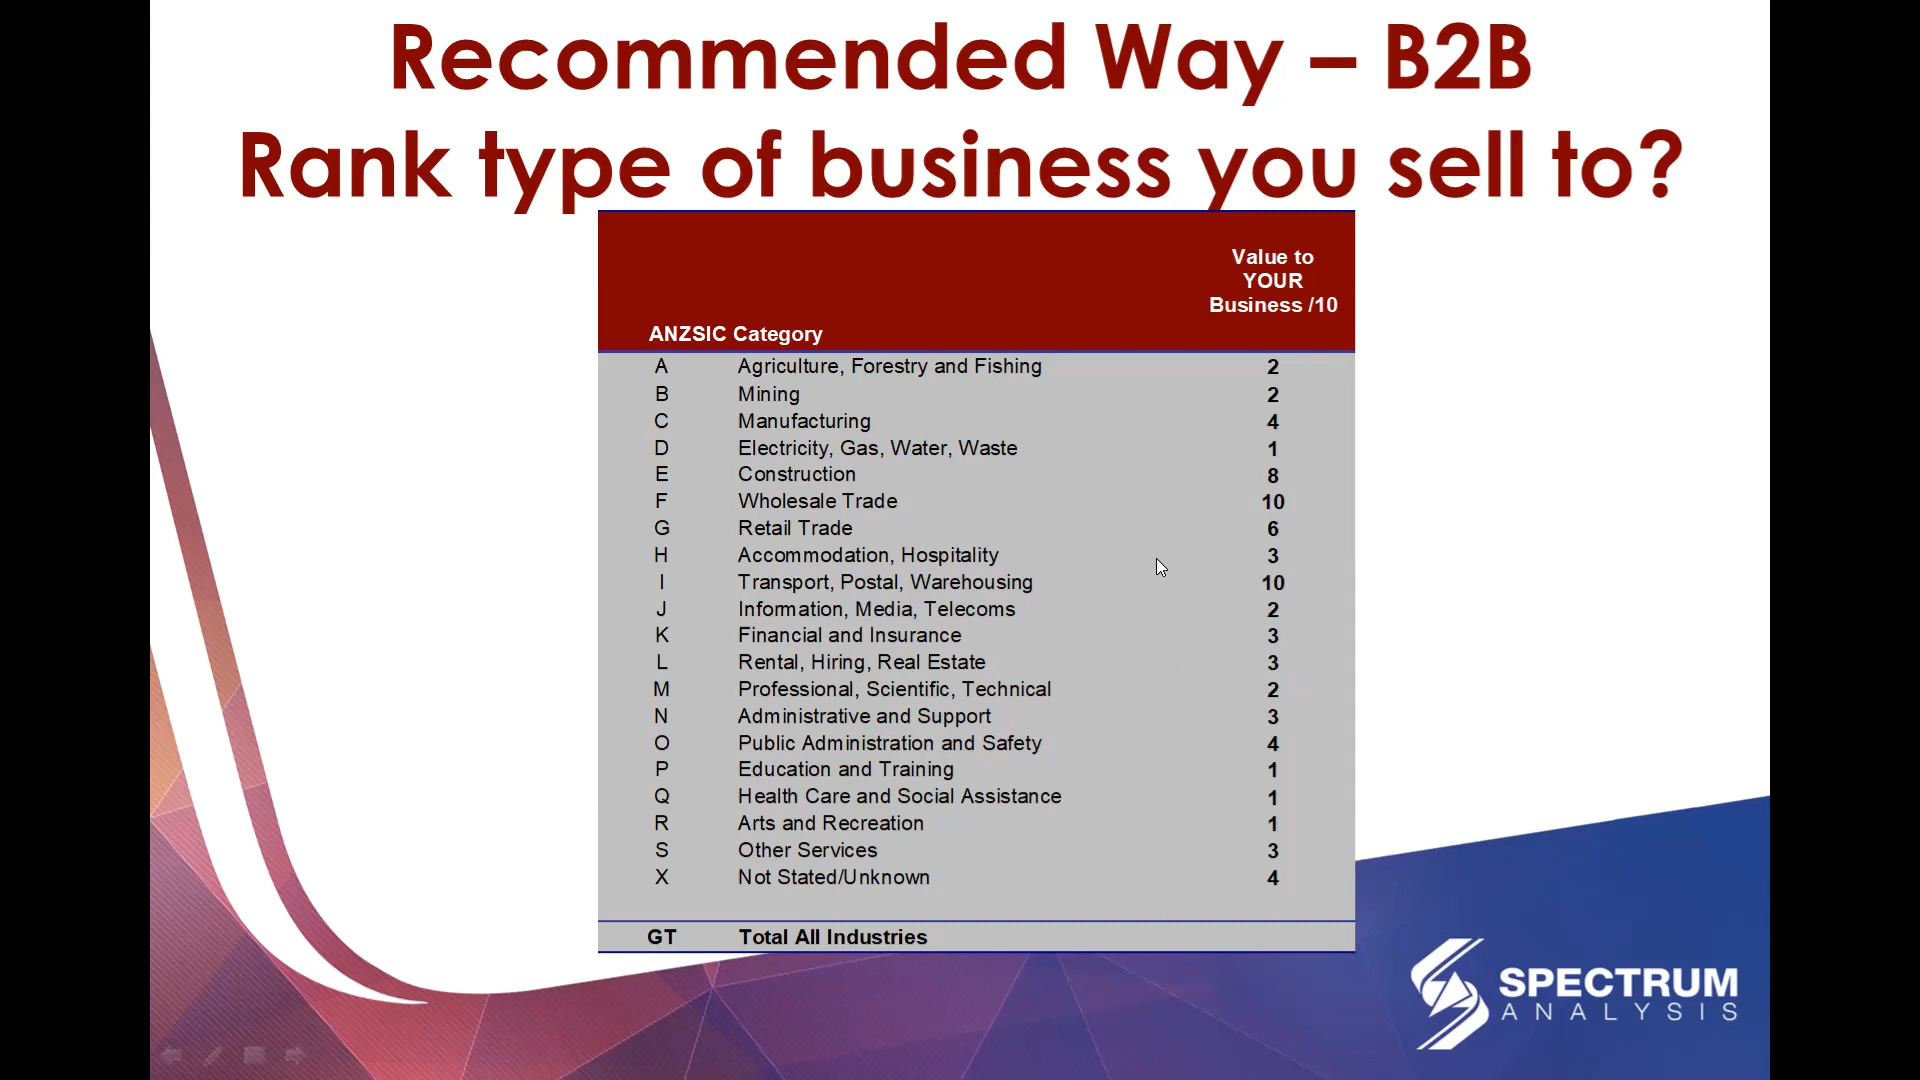 Recommended Way – B2B
Rank type of business you sell to?
Value to
YOUR
Business /10
ANZSIC Category
A Agriculture, Forestry and Fishing 2
B Mining 2
C Manufacturing 4
D Electricity, Gas, Water, Waste 1
E Construction 8
F Wholesale Trade 10
G Retail Trade 6
H Accommodation, Hospitality 3
I Transport, Postal, Warehousing 10
J Information, Media, Telecoms 2
K Financial and Insurance 3
L Rental, Hiring, Real Estate 3
M Professional, Scientific, Technical 2
N Administrative and Support 3
O Public Administration and Safety 4
P Education and Training 1
Q Health Care and Social Assistance 1
R Arts and Recreation 1
S Other Services 3
X Not Stated/Unknown 4
GT Total All Industries
SPECTRUM
ANALYSIS